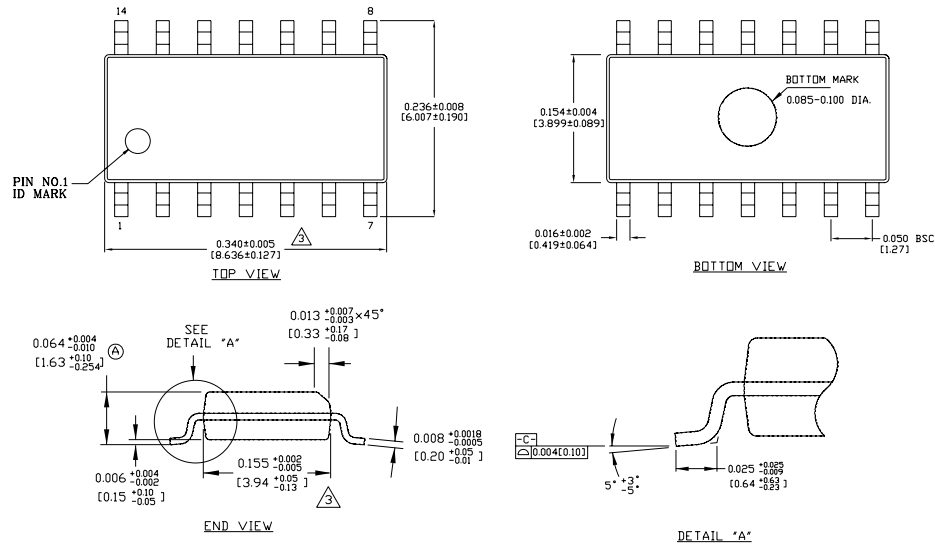 14 8
0.236±0.008
[6.007±0.190]
PIN NO.1
ID MARK
1 7
0.340±0.005
[8.636±0.127]
3
TOP VIEW
BOTTOM MARK
0.085-0.100 DIA.
0.154±0.004
[3.899±0.089]
0.016±0.002
[0.419±0.064]
0.050 BSC
[1.27]
BOTTOM VIEW
SEE
DETAIL "A"
0.013 +0.007 -0.003 ×45°
[0.33 +0.17 -0.08 ]
0.064 +0.004 -0.010
[1.63 +0.10 -0.254]
A
0.006 +0.004 -0.002
[0.15 +0.10 -0.05 ]
0.155 +0.002 -0.005
[3.94 +0.05 -0.13 ]
3
0.008 +0.0018 -0.0005
[0.20 +0.05 -0.01 ]
END VIEW
-C-
0.004[0.10]
5° +3° -5°
0.025 +0.025 -0.009
[0.64 +0.63 -0.23 ]
DETAIL "A"